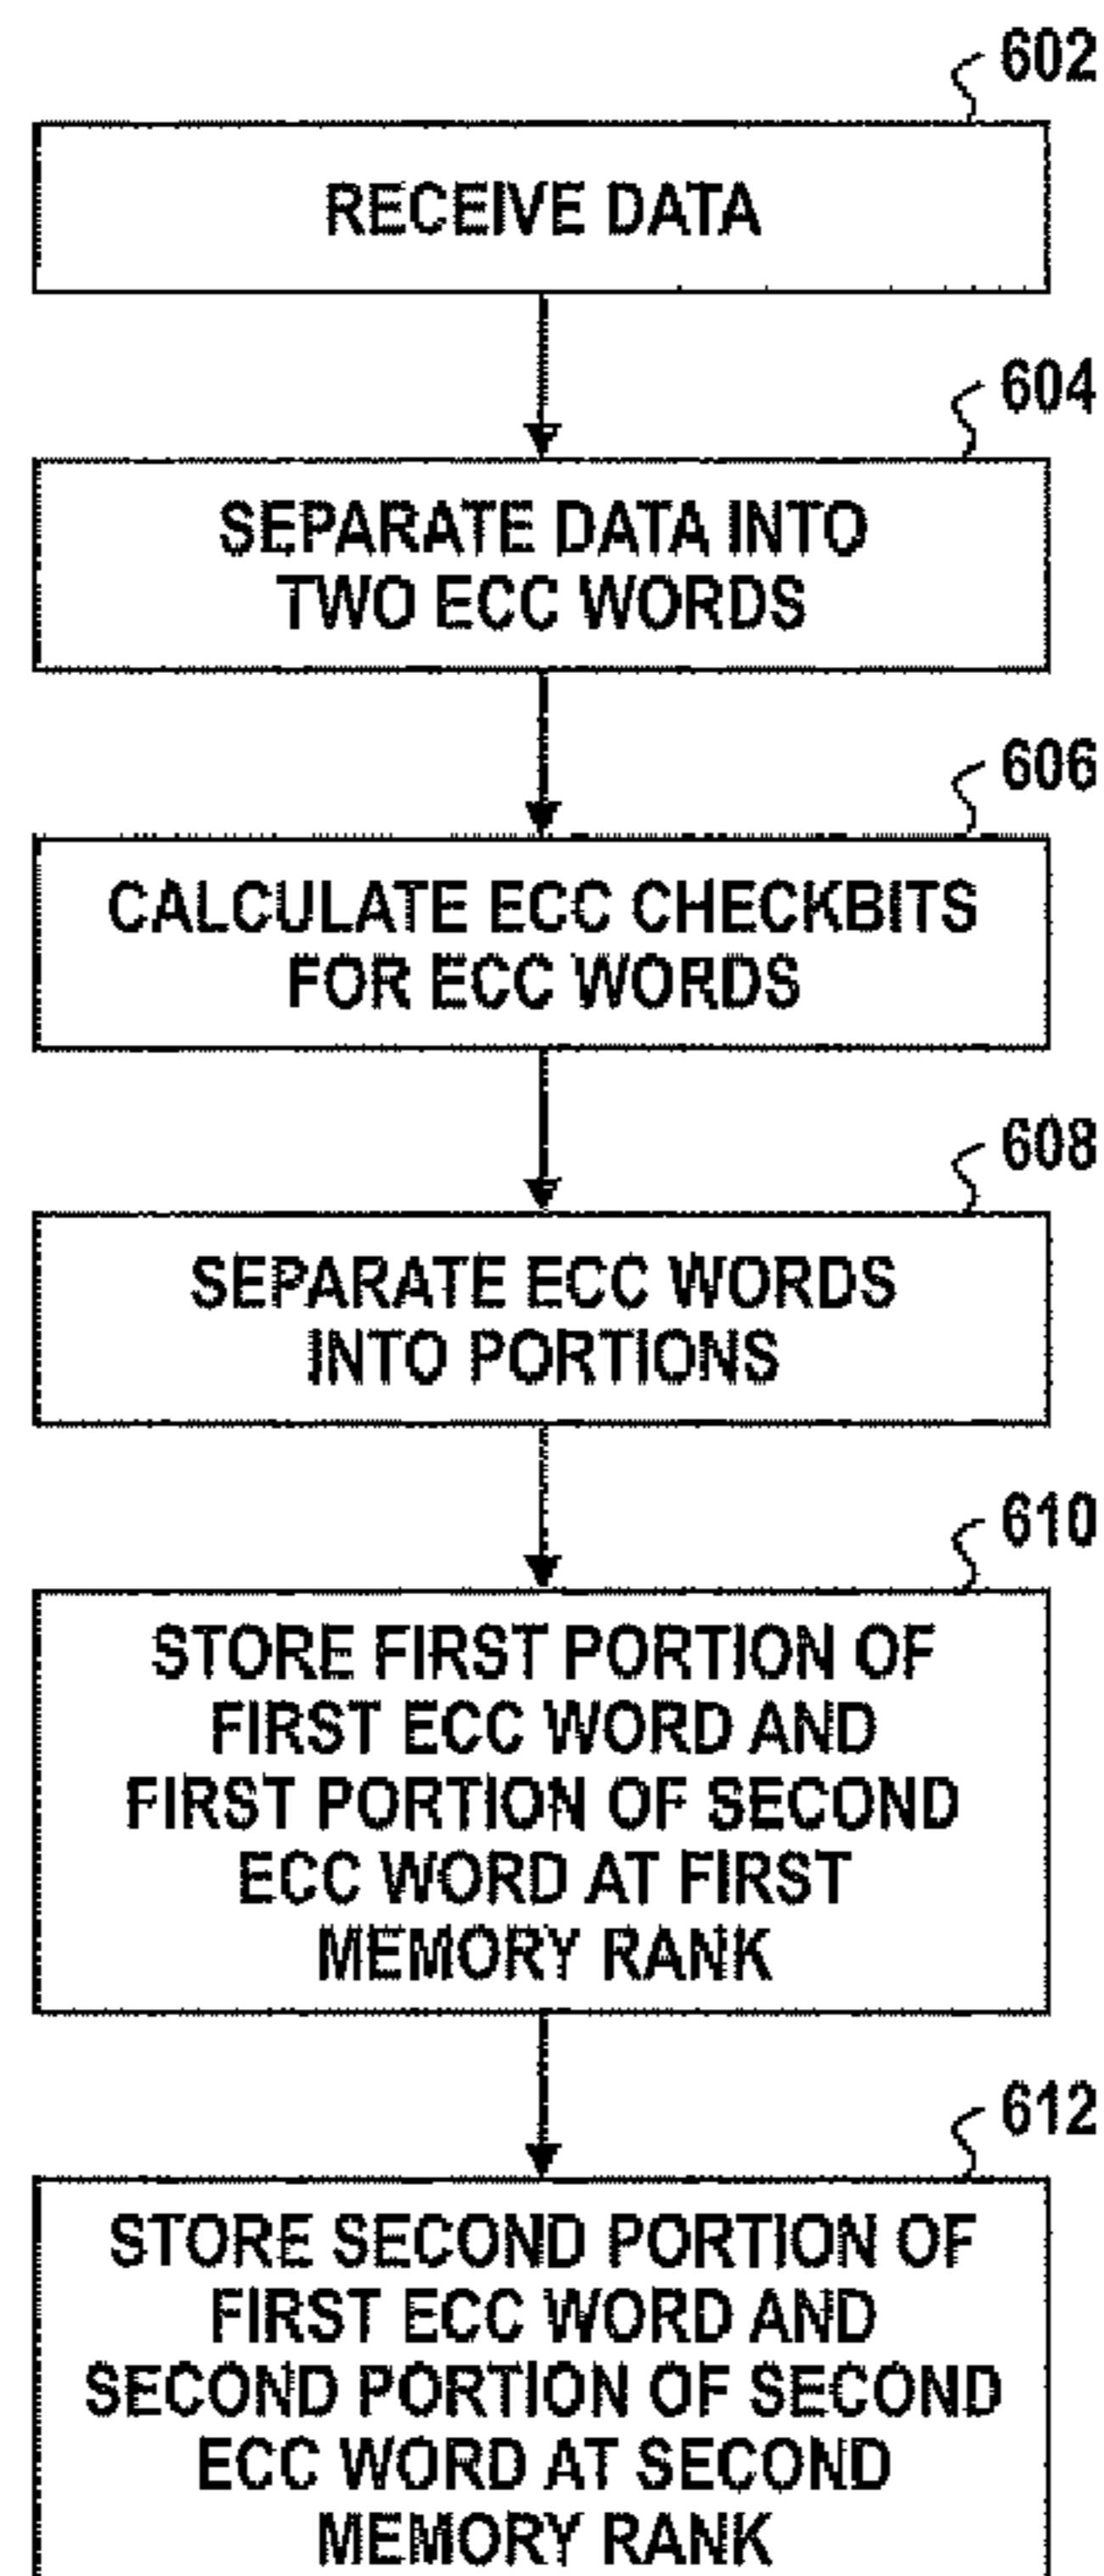 602
RECEIVE DATA
604
SEPARATE DATA INTO
TWO ECC WORDS
606
CALCULATE ECC CHECKBITS
FOR ECC WORDS
608
SEPARATE ECC WORDS
INTO PORTIONS
610
STORE FIRST PORTION OF
FIRST ECC WORD AND
FIRST PORTION OF SECOND
ECC WORD AT FIRST
MEMORY RANK
612
STORE SECOND PORTION OF
FIRST ECC WORD AND
SECOND PORTION OF SECOND
ECC WORD AT SECOND
MEMORY RANK